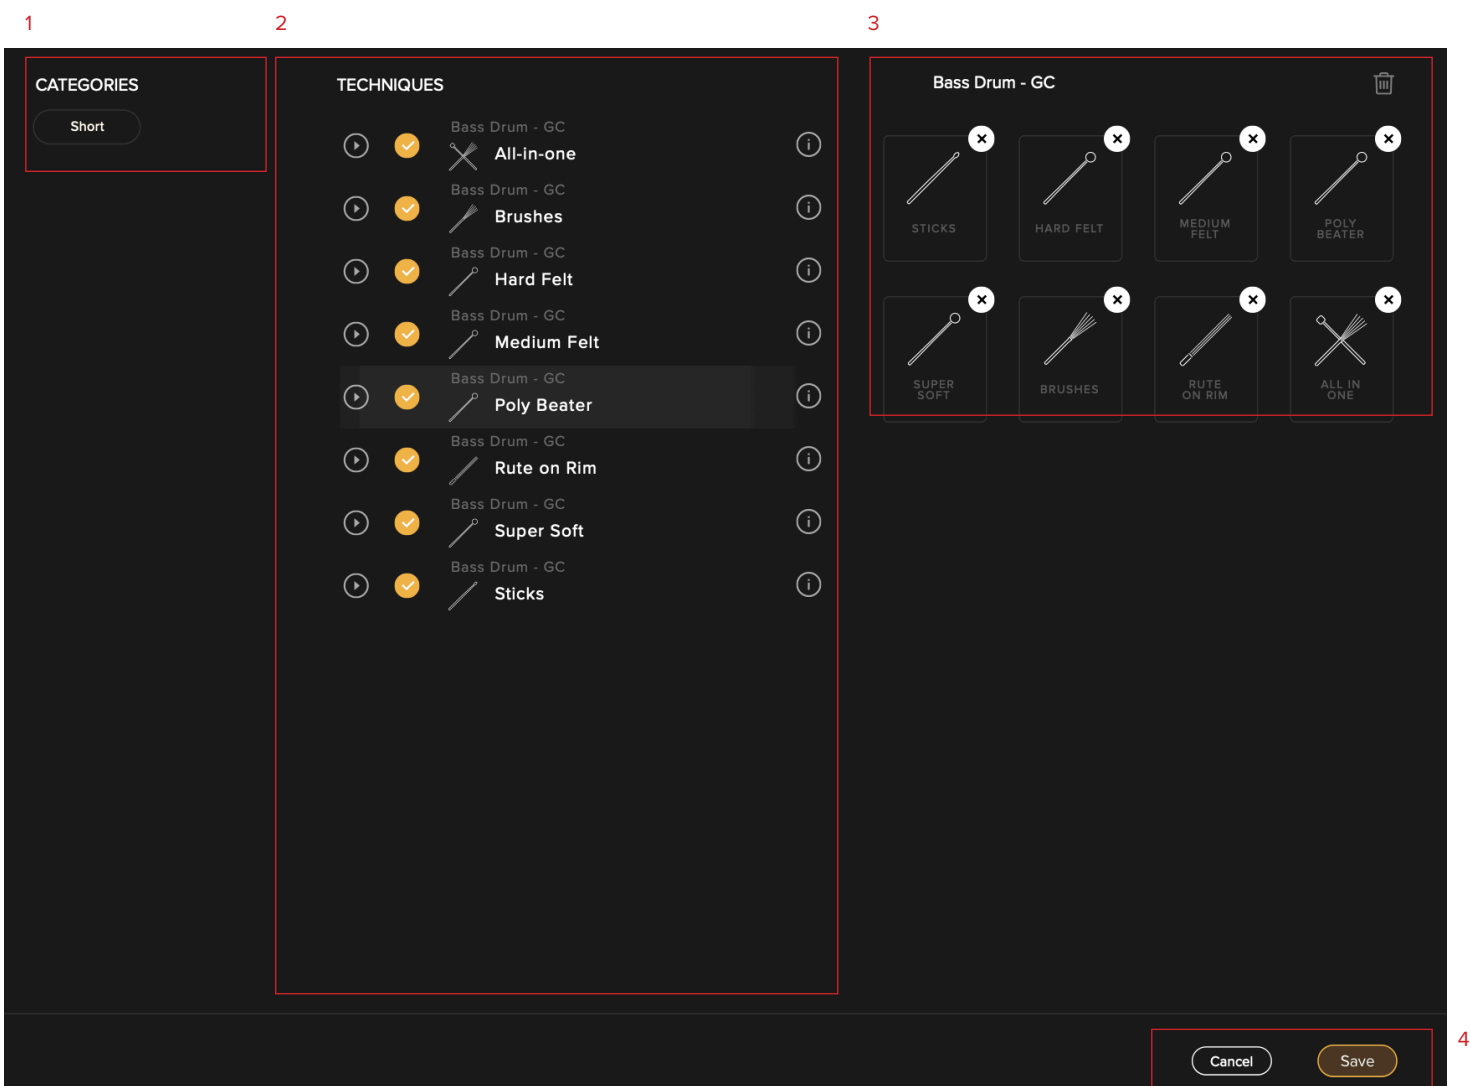 1
2
3
CATEGORIES
Short
TECHNIQUES
Bass Drum - GC
All-in-one
Bass Drum - GC
Brushes
Bass Drum - GC
Hard Felt
Bass Drum - GC
Medium Felt
Bass Drum - GC
Poly Beater
Bass Drum - GC
Rute on Rim
Bass Drum - GC
Super Soft
Bass Drum - GC
Sticks
Bass Drum - GC
STICKS
HARD FELT
MEDIUM
FELT
POLY
BEATER
SUPER
SOFT
BRUSHES
RUTE
ON RIM
ALL IN
ONE
4
Cancel
Save